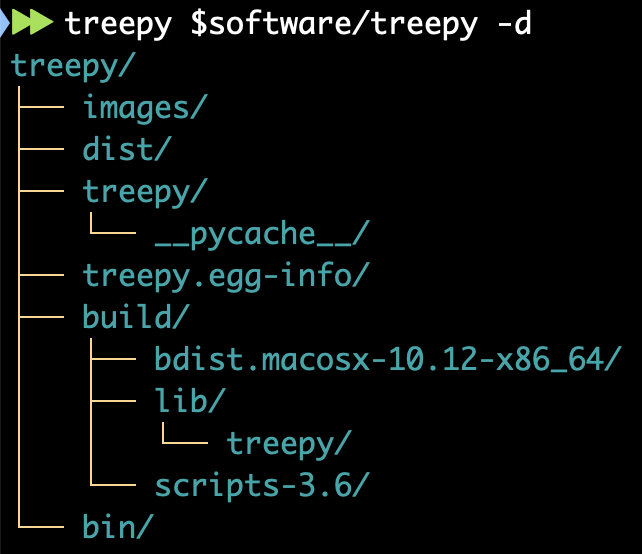 treepy $software/treepy -d
treepy/
images/
dist/
treepy/
__pycache__/
treepy.egg-info/
build/
bdist.macosx-10.12-x86_64/
lib/
treepy/
scripts-3.6/
bin/